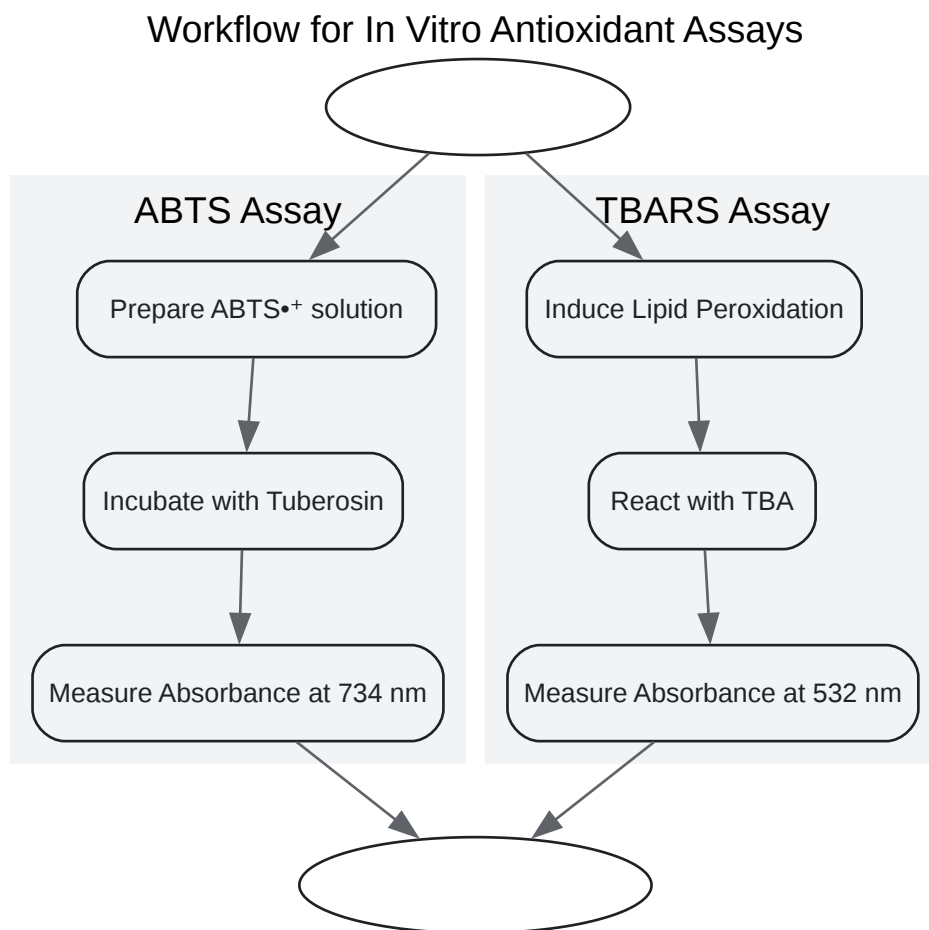 Workflow for In Vitro Antioxidant Assays
ABTS Assay
Prepare ABTS•⁺ solution
Incubate with Tuberosin
Measure Absorbance at 734 nm
TBARS Assay
Induce Lipid Peroxidation
React with TBA
Measure Absorbance at 532 nm